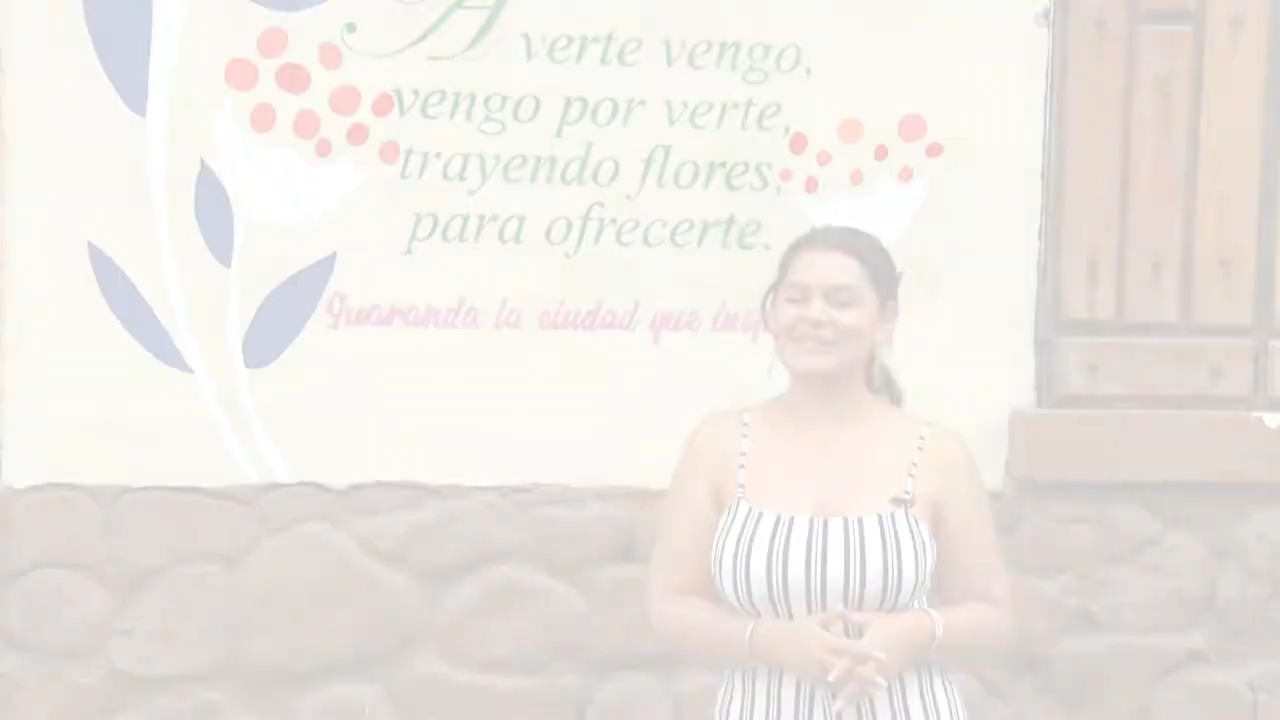 A verte vengo,
vengo por verte,
trayendo flores,
para ofrecerte.
Guaranda la ciudad que